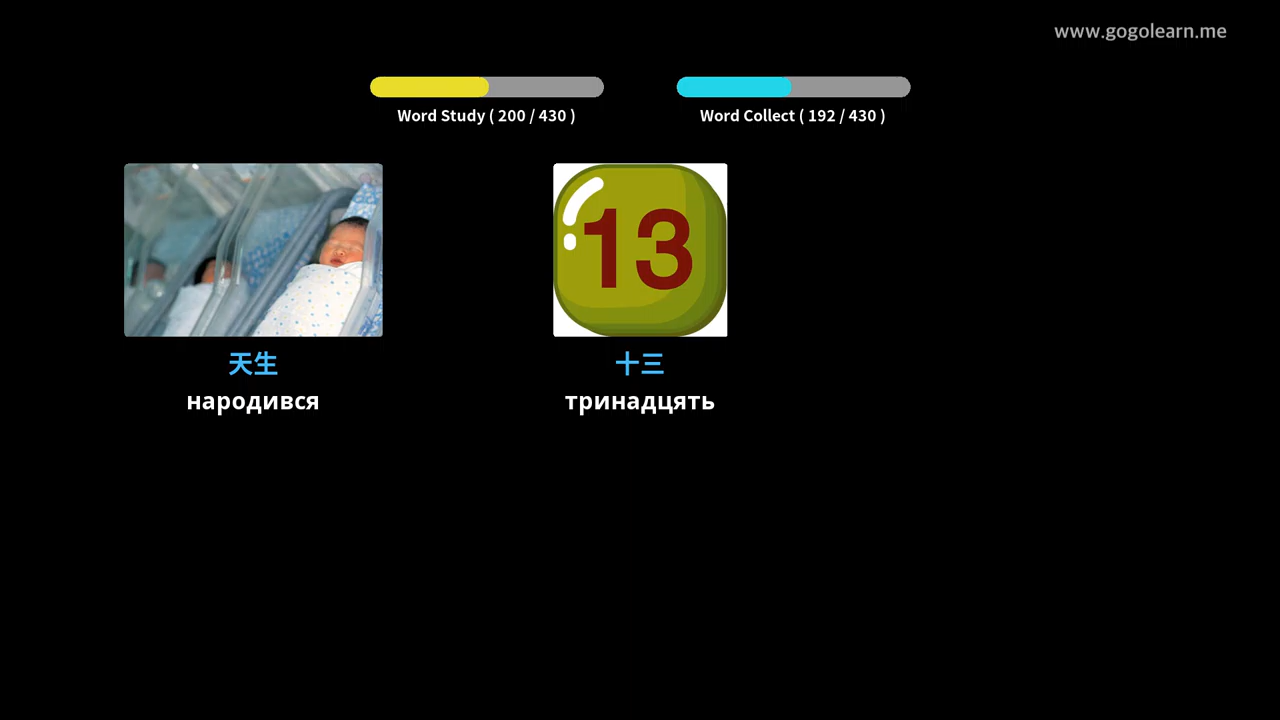 www.gogolearn.me
Word Study ( 200 / 430 )
Word Collect ( 192 / 430 )
13
天生
народився
十三
тринадцять